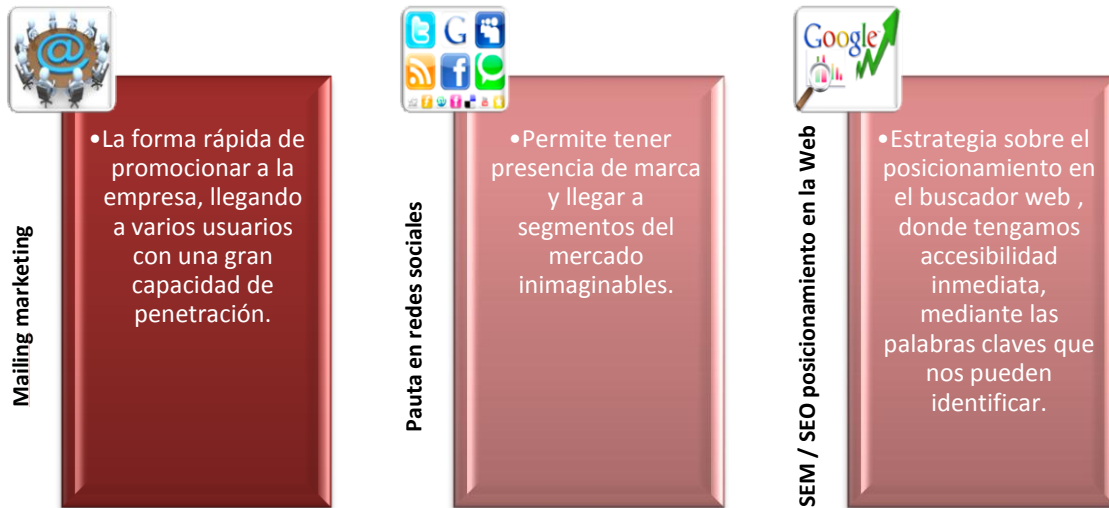 Mailing marketing
•La forma rápida de
promocionar a la
empresa, llegando
a varios usuarios
con una gran
capacidad de
penetración.
Pauta en redes sociales
•Permite tener
presencia de marca
y llegar a
segmentos del
mercado
inimaginables.
SEM / SEO posicionamiento en la Web
Google
•Estrategia sobre el
posicionamiento en
el buscador web ,
donde tengamos
accesibilidad
inmediata,
mediante las
palabras claves que
nos pueden
identificar.